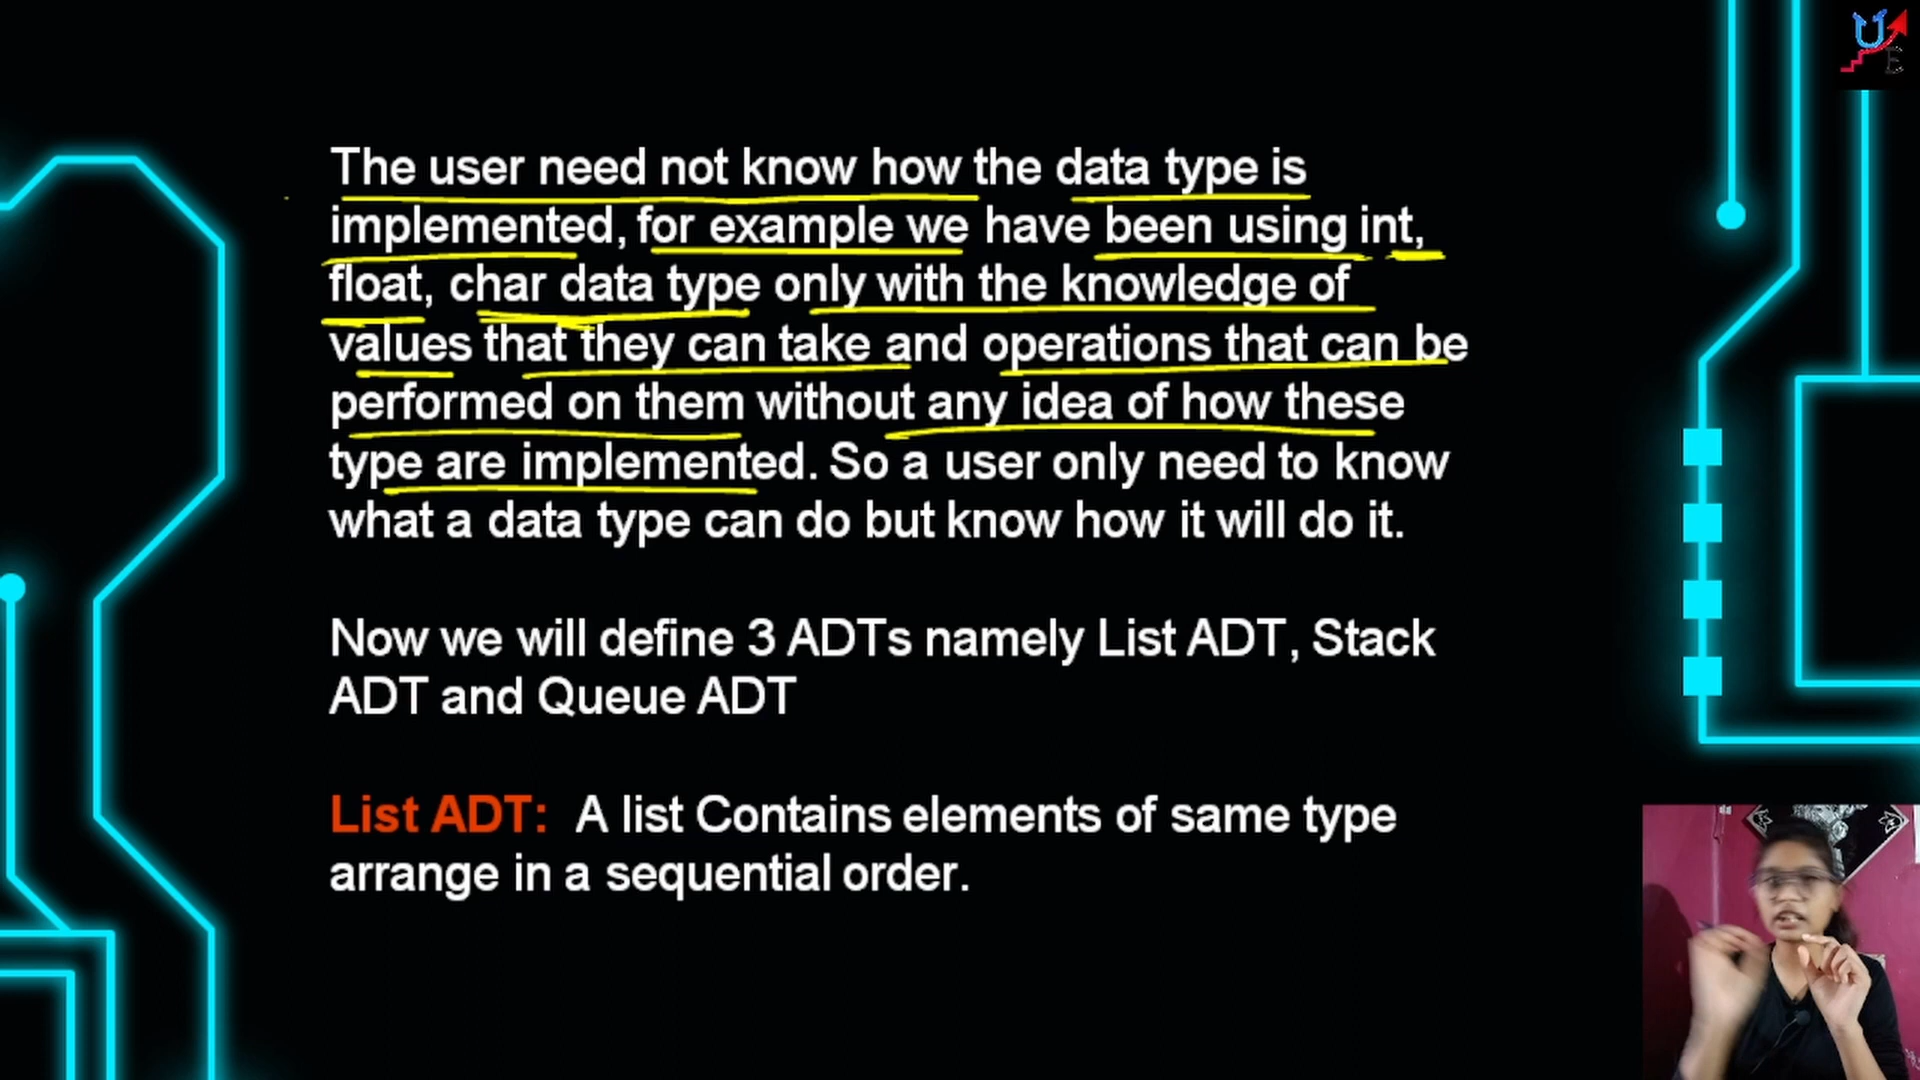 The user need not know how the data type is
implemented, for example we have been using int,
float, char data type only with the knowledge of
values that they can take and operations that can be
performed on them without any idea of how these
type are implemented. So a user only need to know
what a data type can do but know how it will do it.
Now we will define 3 ADTs namely List ADT, Stack
ADT and Queue ADT
List ADT: A list Contains elements of same type
arrange in a sequential order.
U
E